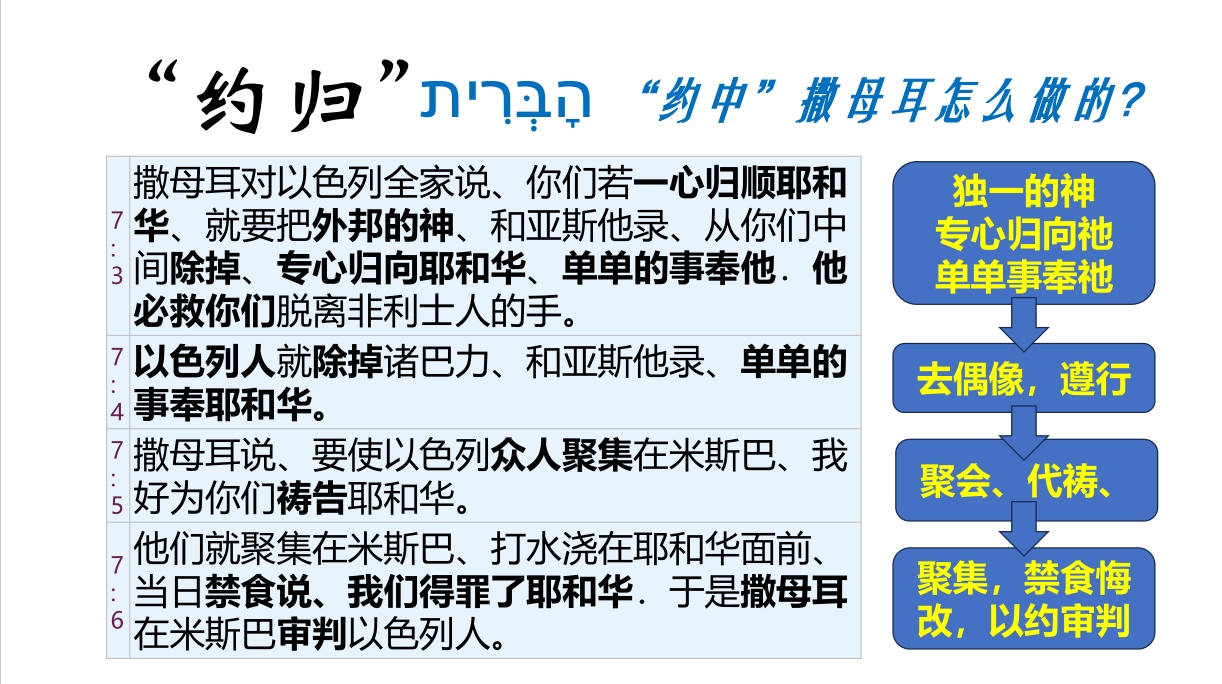 “约归” הָבְּרִית “约中”撒母耳怎么做的?
7:3
撒母耳对以色列全家说、你们若一心归顺耶和
华、就要把外邦的神、和亚斯他录、从你们中
间除掉、专心归向耶和华、单单的事奉他．他
必救你们脱离非利士人的手。
7:4
以色列人就除掉诸巴力、和亚斯他录、单单的
事奉耶和华。
7:5
撒母耳说、要使以色列众人聚集在米斯巴、我
好为你们祷告耶和华。
7:6
他们就聚集在米斯巴、打水浇在耶和华面前、
当日禁食说、我们得罪了耶和华．于是撒母耳
在米斯巴审判以色列人。
独一的神
专心归向祂
单单事奉祂
去偶像，遵行
聚会、代祷、
聚集，禁食悔
改，以约审判